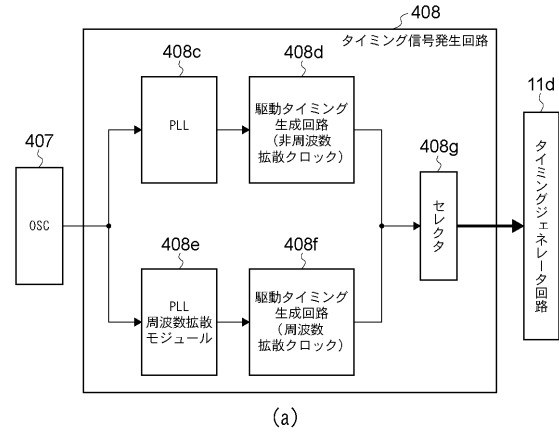 408
タイミング信号発生回路
408c
408d
11d
407
PLL
駆動タイミング
生成回路
（非周波数
拡散クロック）
408g
OSC
セレクタ
タイミングジェネレータ回路
408e
408f
PLL
周波数拡散
モジュール
駆動タイミング
生成回路
（周波数
拡散クロック）
(a)